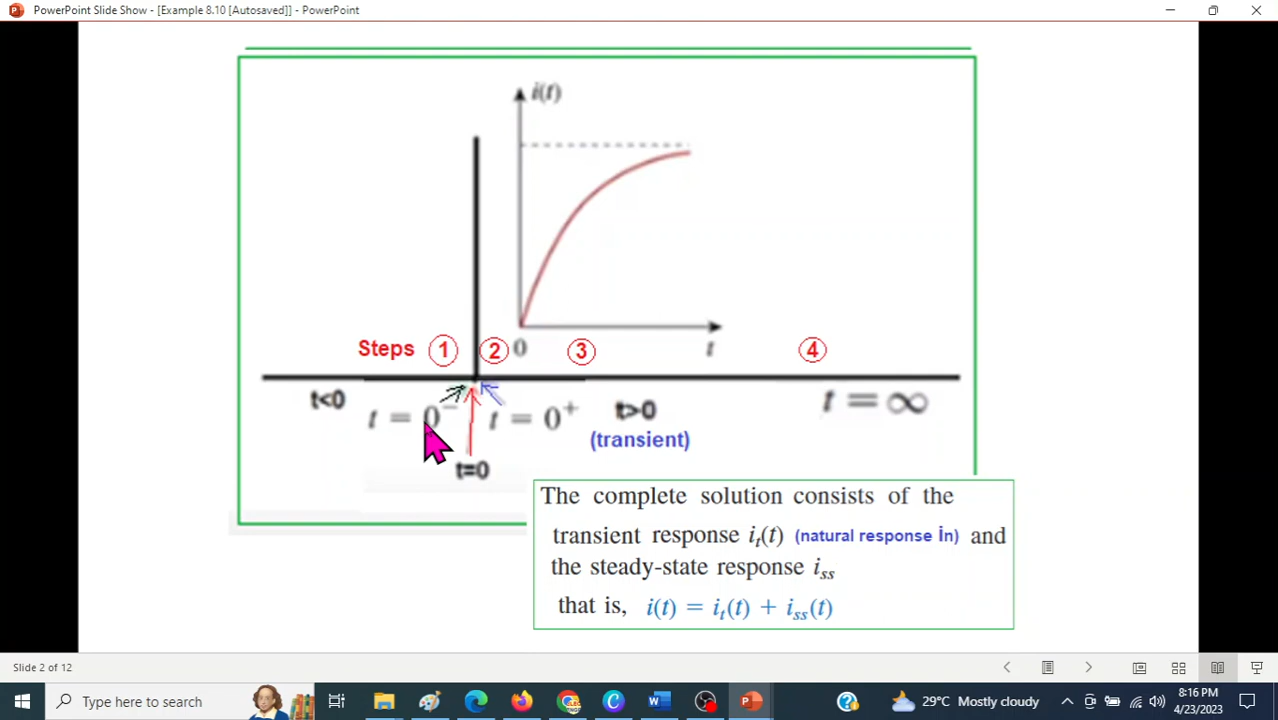 PowerPoint Slide Show - [Example 8.10 [Autosaved]] - PowerPoint
i(t)
Steps 1 2 0 3 t 4
t<0 t = 0⁻ t = 0⁺ t>0 t = ∞
(transient)
t=0
The complete solution consists of the
transient response iₜ(t) (natural response in) and
the steady-state response iₛₛ
that is, i(t) = iₜ(t) + iₛₛ(t)
Slide 2 of 12
Type here to search
29°C Mostly cloudly
8:16 PM
4/23/2023